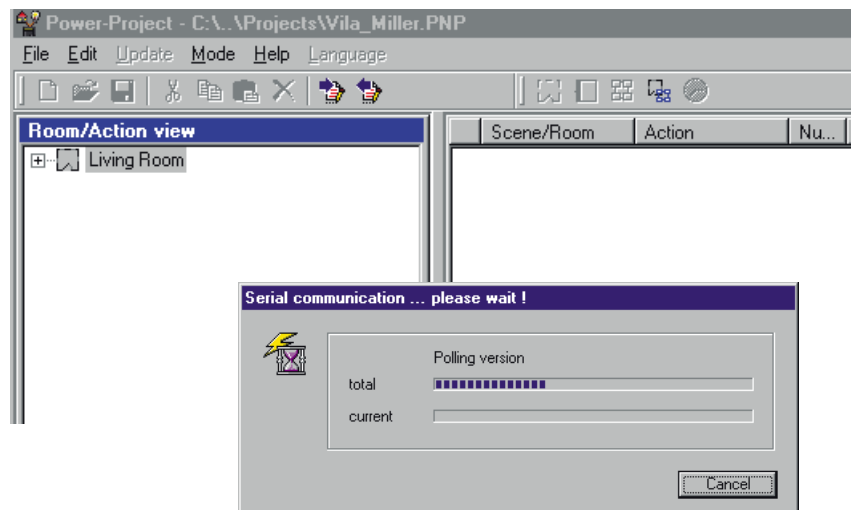 Power-Project - C:\..\Projects\Vila_Miller.PNP
File Edit Update Mode Help Language
Room/Action view
Scene/Room Action Nu...
Living Room
Serial communication ... please wait !
Polling version
total
current
Cancel